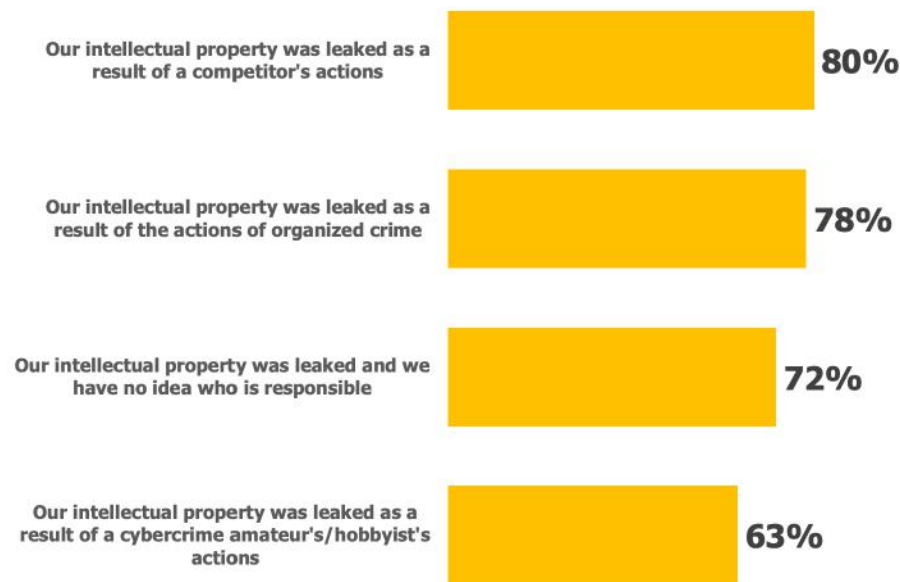 Our intellectual property was leaked as a
result of a competitor's actions
80%
Our intellectual property was leaked as a
result of the actions of organized crime
78%
Our intellectual property was leaked and we
have no idea who is responsible
72%
Our intellectual property was leaked as a
result of a cybercrime amateur's/hobbyist's
actions
63%